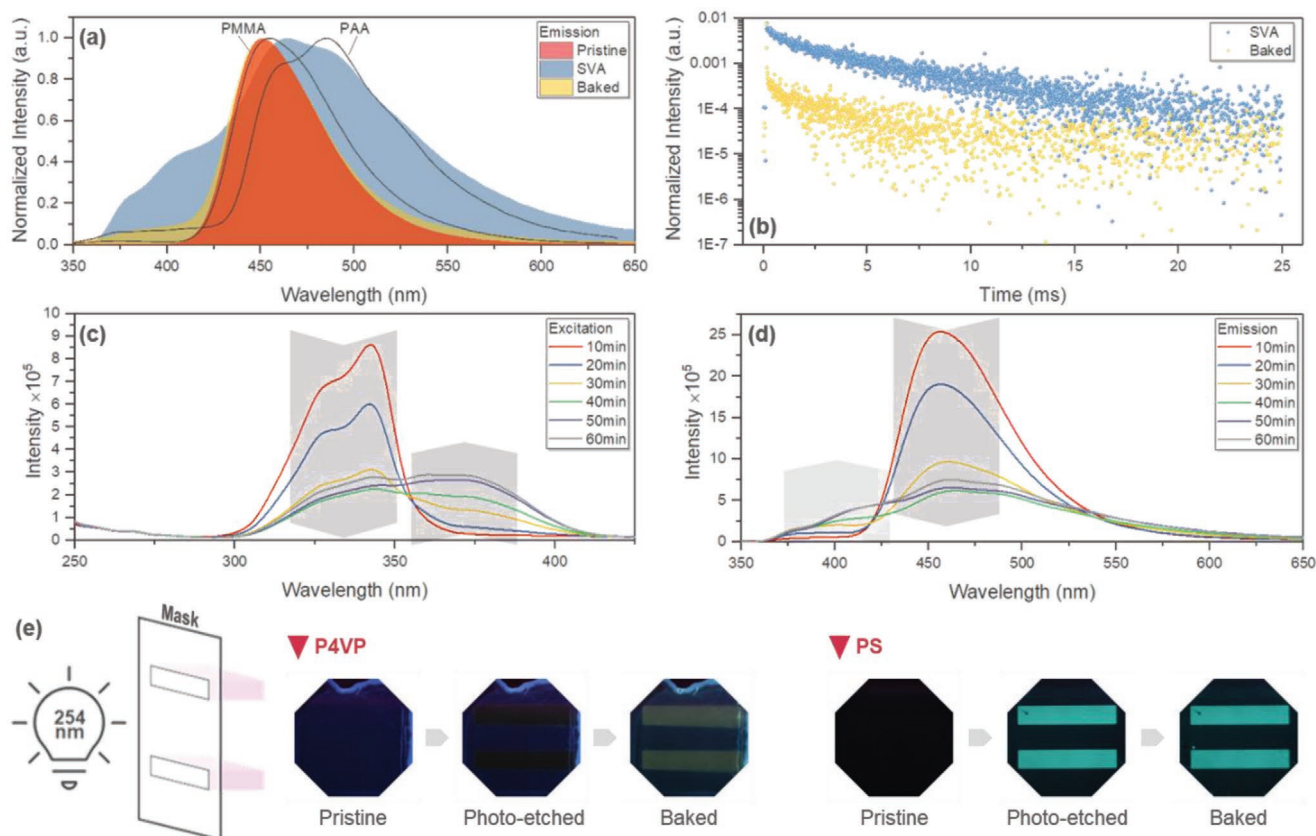 (a)
PMMA
PAA
Emission
Pristine
SVA
Baked
1.0
0.8
0.6
0.4
0.2
0.0
350
400
450
500
550
600
650
Normalized Intensity (a.u.)
Wavelength (nm)
(b)
SVA
Baked
0.01
0.001
1E-4
1E-5
1E-6
1E-7
0
5
10
15
20
25
Normalized Intensity (a.u.)
Time (ms)
(c)
Excitation
10min
20min
30min
40min
50min
60min
10
9
8
7
6
5
4
3
2
1
0
250
300
350
400
Intensity ×10⁵
Wavelength (nm)
(d)
Emission
10min
20min
30min
40min
50min
60min
25
20
15
10
5
0
350
400
450
500
550
600
650
Intensity ×10⁵
Wavelength (nm)
(e)
254
nm
Mask
P4VP
Pristine
Photo-etched
Baked
PS
Pristine
Photo-etched
Baked